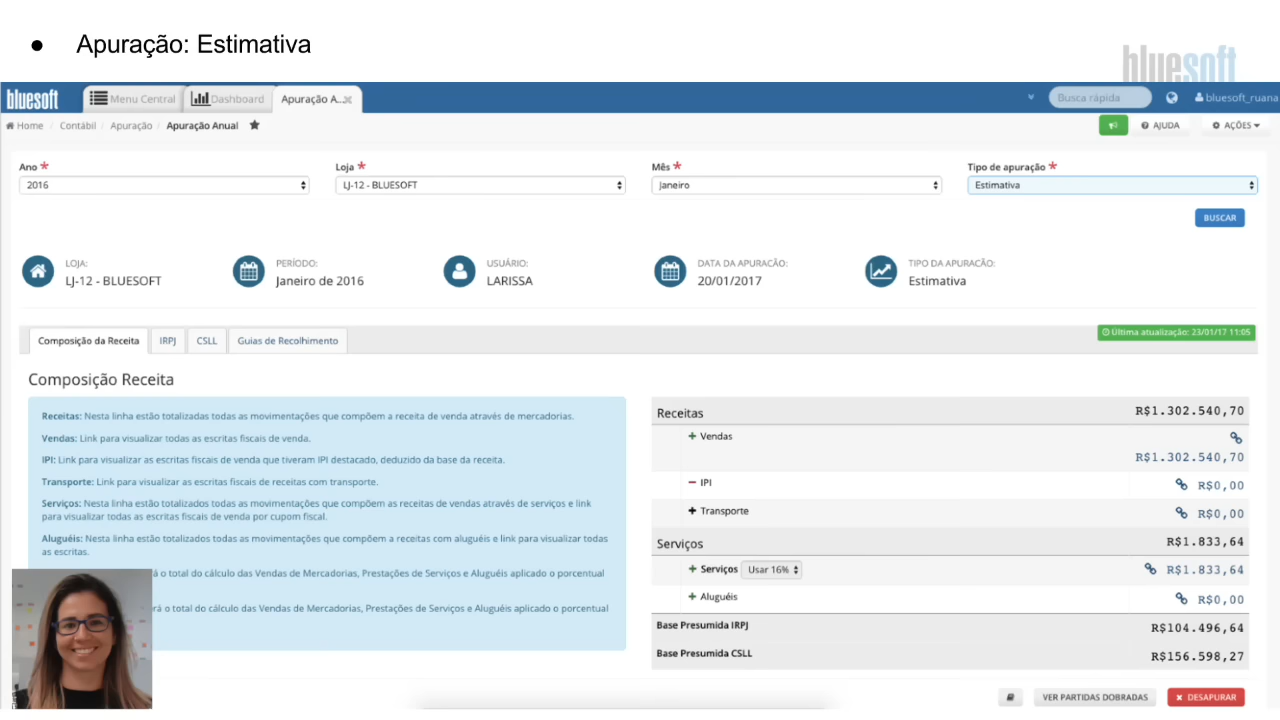 ● Apuração: Estimativa
bluesoft
bluesoft Menu Central Dashboard Apuração A... Busca rápida bluesoft_ruana
Home / Contábil / Apuração / Apuração Anual AJUDA AÇÕES
Ano * Loja * Mês * Tipo de apuração *
2016 LJ-12 - BLUESOFT Janeiro Estimativa
BUSCAR
LOJA: PERÍODO: USUÁRIO: DATA DA APURACÃO: TIPO DA APURACÃO:
LJ-12 - BLUESOFT Janeiro de 2016 LARISSA 20/01/2017 Estimativa
Composição da Receita IRPJ CSLL Guias de Recolhimento Última atualização: 23/01/17 11:05
Composição Receita
Receitas: Nesta linha estão totalizadas todas as movimentações que compõem a receita de venda através de mercadorias.
Vendas: Link para visualizar todas as escritas fiscais de venda.
IPI: Link para visualizar as escritas fiscais de venda que tiveram IPI destacado, deduzido da base da receita.
Transporte: Link para visualizar as escritas fiscais de receitas com transporte.
Serviços: Nesta linha estão totalizados todas as movimentações que compõem as receitas de vendas através de serviços e link
para visualizar todas as escritas fiscais de venda por cupom fiscal.
Aluguéis: Nesta linha estão totalizados todas as movimentações que compõem a receitas com aluguéis e link para visualizar todas
as escritas.
á o total do cálculo das Vendas de Mercadorias, Prestações de Serviços e Aluguéis aplicado o porcentual
rá o total do cálculo das Vendas de Mercadorias, Prestações de Serviços e Aluguéis aplicado o porcentual
Receitas R$1.302.540,70
+ Vendas
R$1.302.540,70
− IPI R$0,00
+ Transporte R$0,00
Serviços R$1.833,64
+ Serviços Usar 16% R$1.833,64
+ Aluguéis R$0,00
Base Presumida IRPJ R$104.496,64
Base Presumida CSLL R$156.598,27
VER PARTIDAS DOBRADAS × DESAPURAR